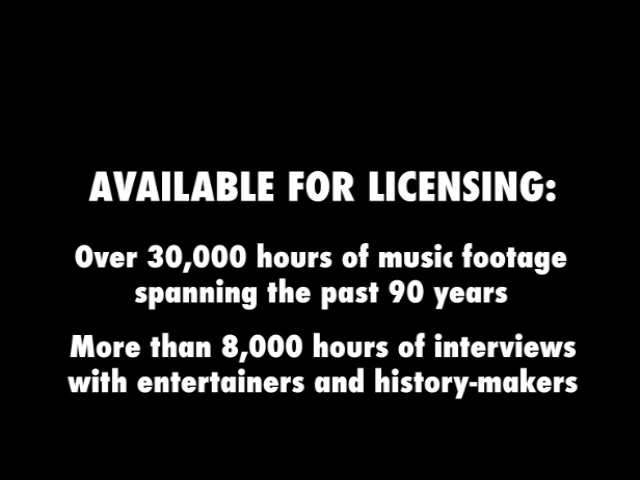 AVAILABLE FOR LICENSING:
Over 30,000 hours of music footage
spanning the past 90 years
More than 8,000 hours of interviews
with entertainers and history-makers